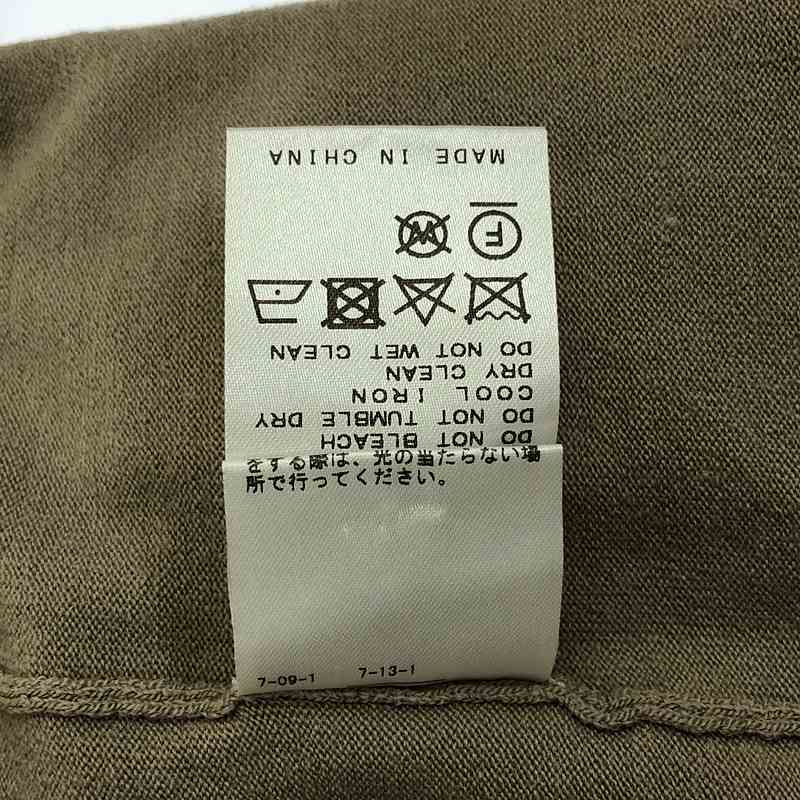 DO NOT BLEACH
DO NOT TUMBLE DRY
COOL IRON
DRY CLEAN
DO NOT WET CLEAN
F W
MADE IN CHINA
をする際は、光の当たらない場
所で行ってください。
7-09-1 7-13-1